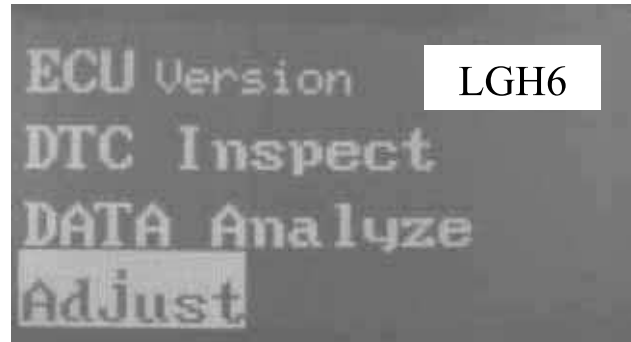 ECU Version
LGH6
DTC Inspect
DATA Analyze
Adjust